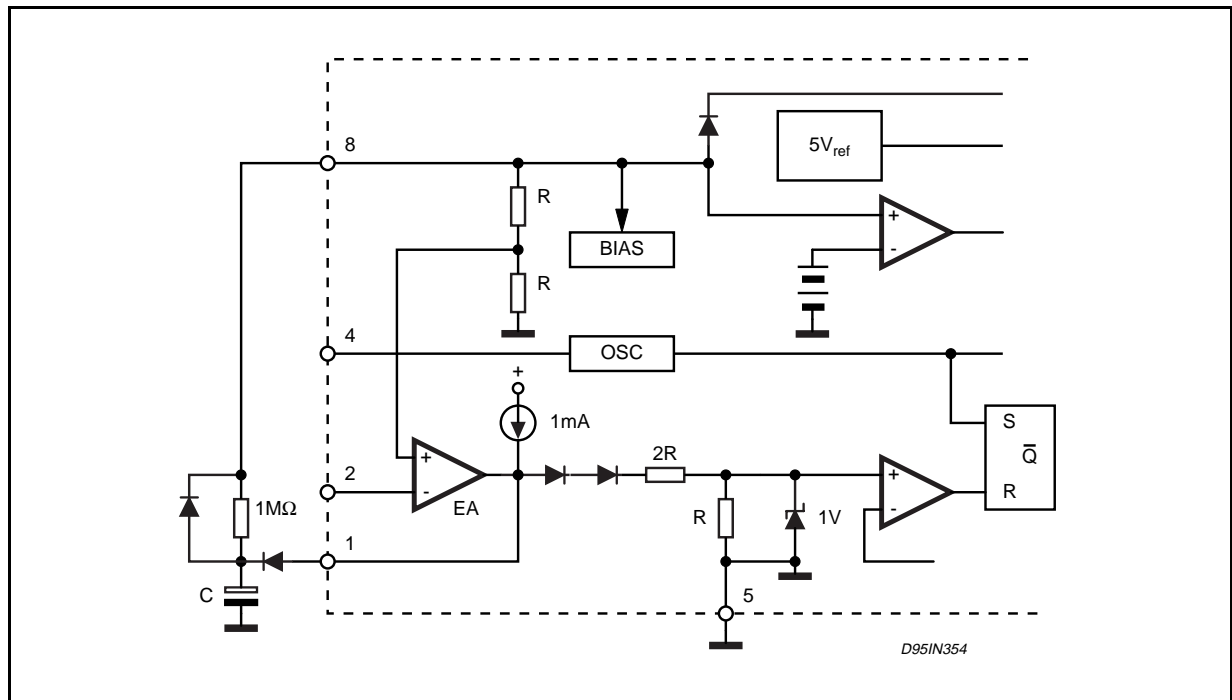 8
5Vref
R
+
-
BIAS
R
4
OSC
+
1mA
S
Q̅
2R
+
2
-
EA
+
-
R
1MΩ
R
1V
1
C
5
D95IN354